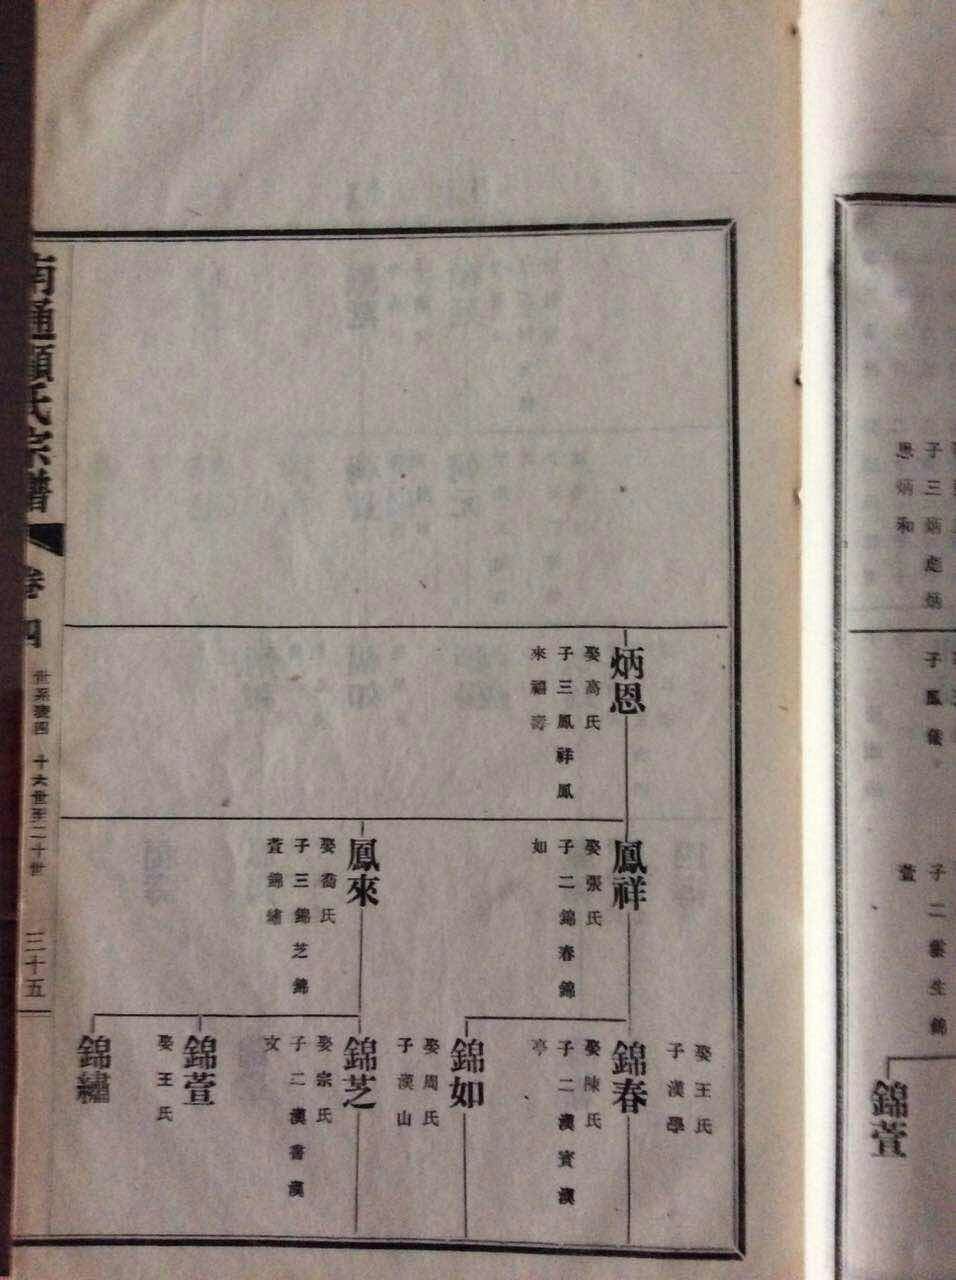 子三炳彪炳
恩炳和
子鳳儀
子二紫生錦
萱
錦萱
炳恩
娶高氏
子三鳳祥鳳
來福壽
鳳祥
娶張氏
子二錦春錦
如
鳳來
娶喬氏
子三錦芝錦
萱錦繡
娶王氏
子漢學
錦春
娶陳氏
子二漢賓漢
亭
錦如
娶周氏
子漢山
錦芝
娶宗氏
子二漢書漢
文
錦萱
娶王氏
錦繡
南通顧氏宗譜
卷四
世系表四 十六世至二十世
三十五